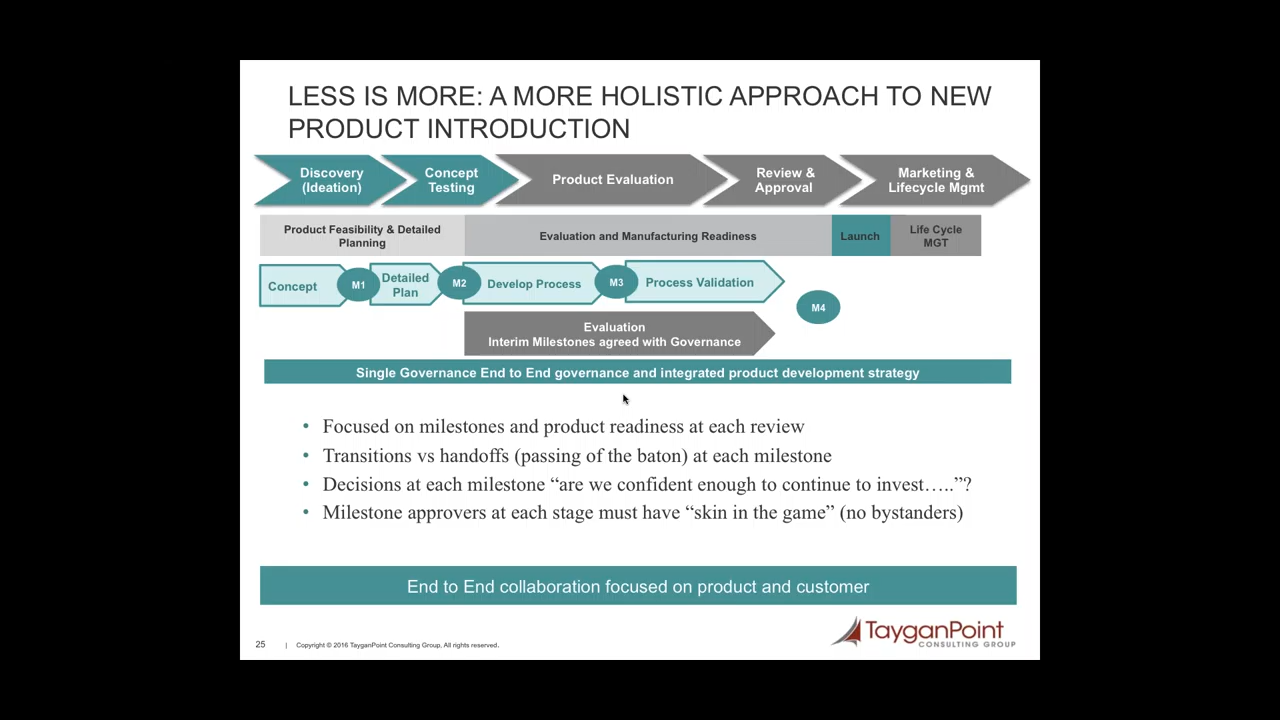 LESS IS MORE: A MORE HOLISTIC APPROACH TO NEW
PRODUCT INTRODUCTION
Discovery
(Ideation)
Concept
Testing
Product Evaluation
Review &
Approval
Marketing &
Lifecycle Mgmt
Product Feasibility & Detailed
Planning
Evaluation and Manufacturing Readiness
Launch
Life Cycle
MGT
Concept
M1
Detailed
Plan
M2
Develop Process
M3
Process Validation
M4
Evaluation
Interim Milestones agreed with Governance
Single Governance End to End governance and integrated product development strategy
• Focused on milestones and product readiness at each review
• Transitions vs handoffs (passing of the baton) at each milestone
• Decisions at each milestone “are we confident enough to continue to invest…..”?
• Milestone approvers at each stage must have “skin in the game” (no bystanders)
End to End collaboration focused on product and customer
25 | Copyright © 2016 TayganPoint Consulting Group, All rights reserved.
TayganPoint
CONSULTING GROUP